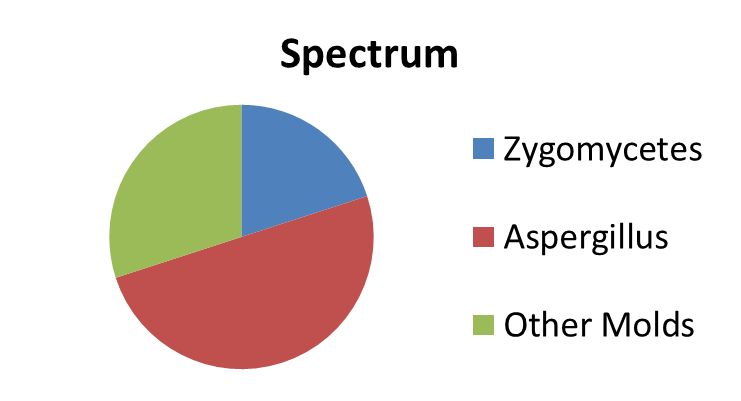 Spectrum
Zygomycetes
Aspergillus
Other Molds